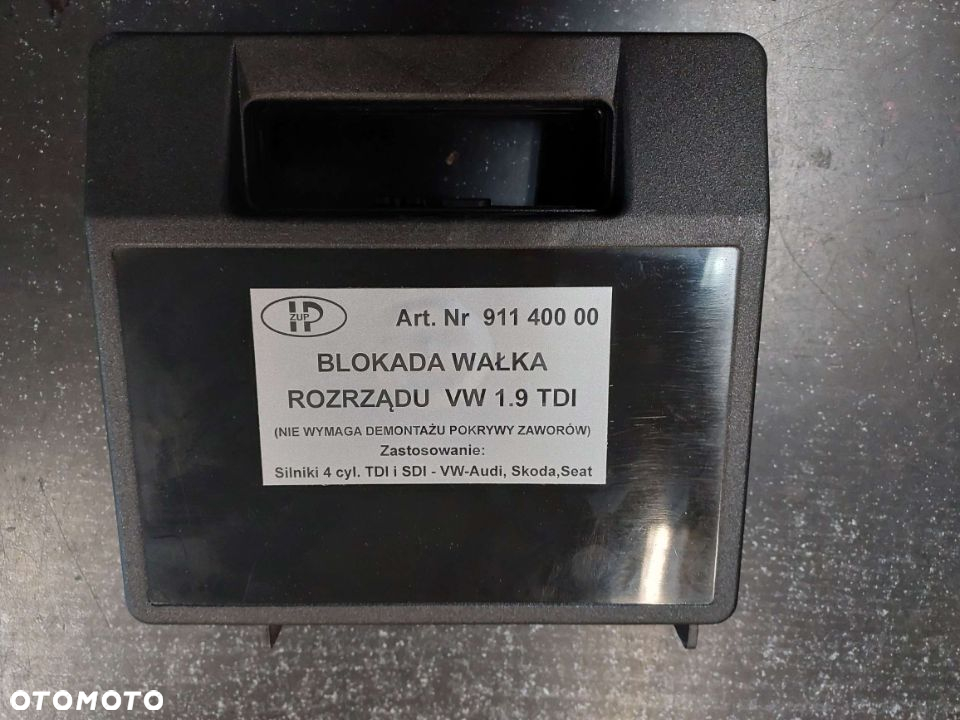 HP
ZUP
Art. Nr 911 400 00
BLOKADA WAŁKA
ROZRZĄDU VW 1.9 TDI
(NIE WYMAGA DEMONTAŻU POKRYWY ZAWORÓW)
Zastosowanie:
Silniki 4 cyl. TDI i SDI - VW-Audi, Skoda,Seat
OTOMOTO